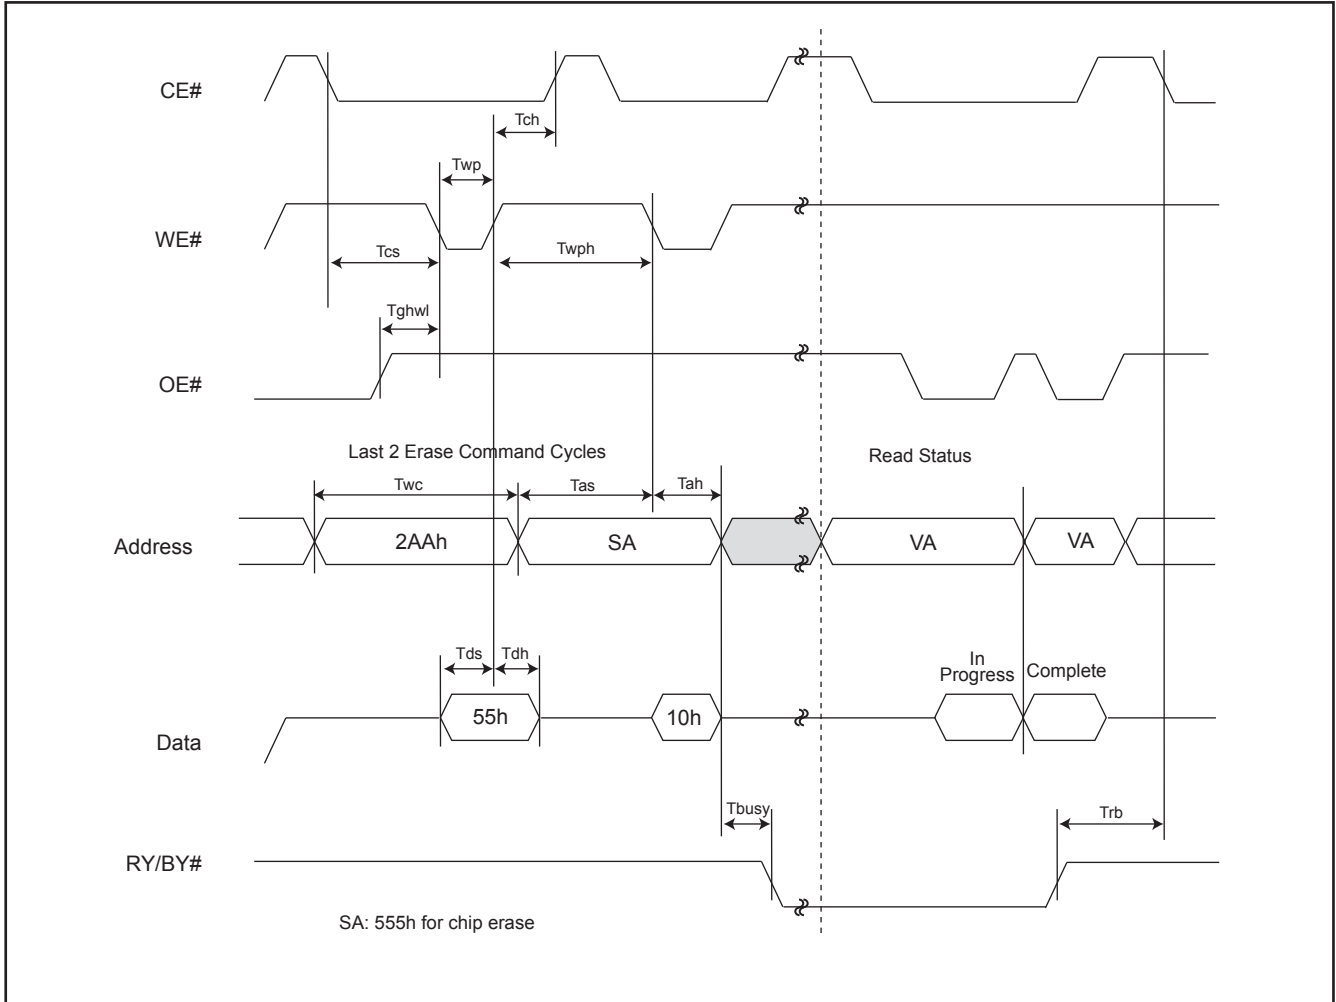 CE#
Tch
Twp
WE#
Tcs
Twph
Tghwl
OE#
Last 2 Erase Command Cycles
Read Status
Twc
Tas
Tah
Address
2AAh
SA
VA
VA
Tds
Tdh
In
Progress
Complete
55h
10h
Data
Tbusy
Trb
RY/BY#
SA: 555h for chip erase